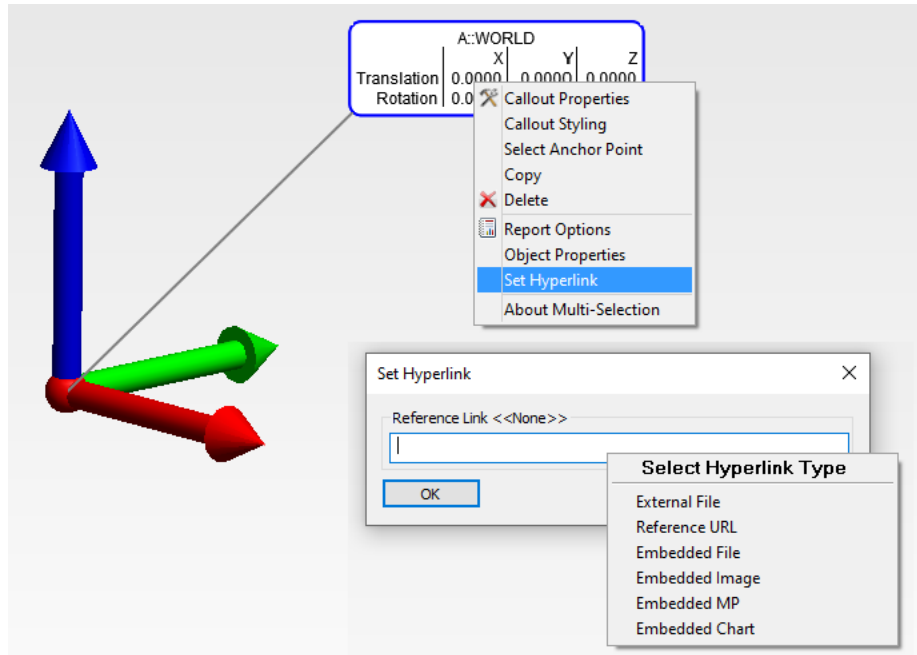 A::WORLD
X Y Z
Translation 0.0000 0.0000 0.0000
Rotation 0.0
Callout Properties
Callout Styling
Select Anchor Point
Copy
Delete
Report Options
Object Properties
Set Hyperlink
About Multi-Selection
Set Hyperlink
Reference Link <<None>>
OK
Select Hyperlink Type
External File
Reference URL
Embedded File
Embedded Image
Embedded MP
Embedded Chart